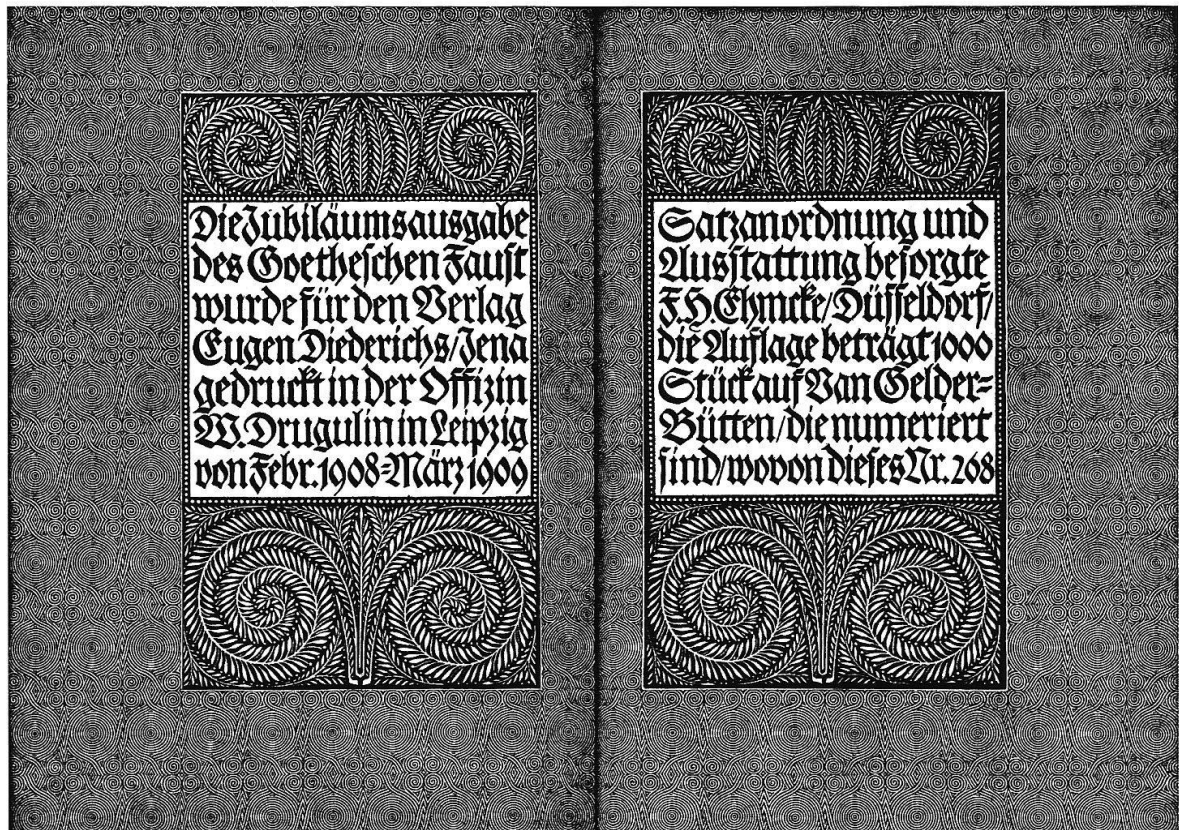 Die Jubiläumsausgabe
des Goetheschen Faust
wurde für den Verlag
Eugen Diederichs/Jena
gedruckt in der Offizin
W. Drugulin in Leipzig
von Febr. 1908-März 1909
Satzanordnung und
Ausstattung besorgte
F. H. Ehmcke/Düsseldorf/
die Auflage beträgt 1000
Stück auf Van Gelder-
Bütten/die numeriert
sind/wovon dieses Nr. 268